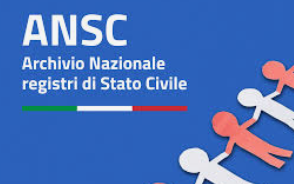 ANSC
Archivio Nazionale
registri di Stato Civile